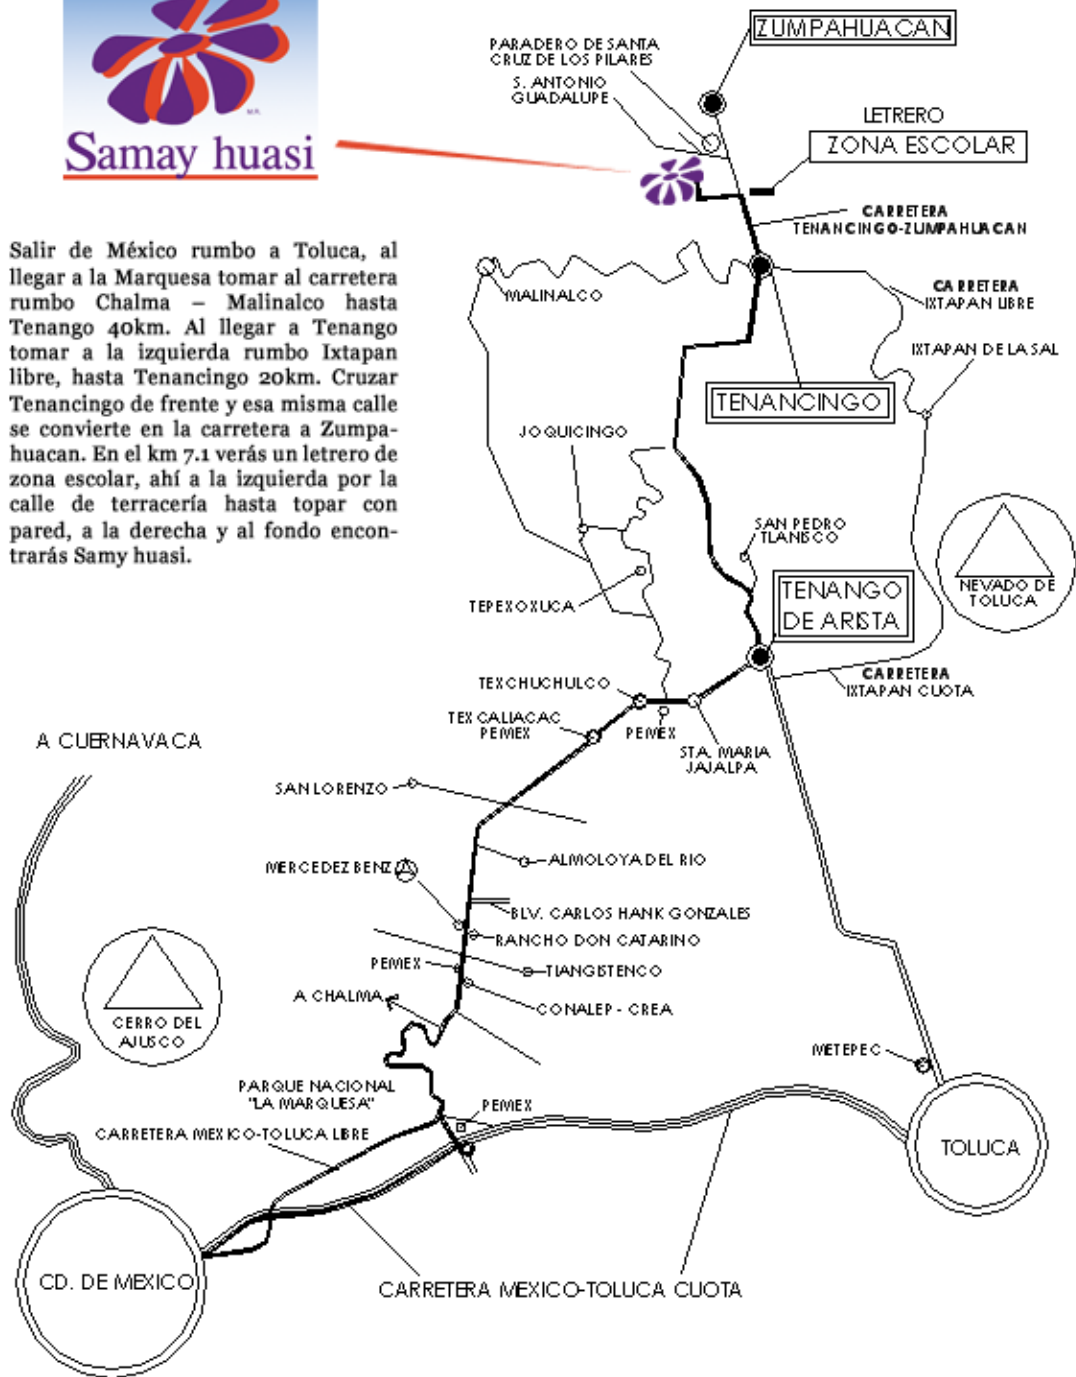 M.R.
Samay huasi
Salir de México rumbo a Toluca, al
llegar a la Marquesa tomar al carretera
rumbo Chalma – Malinalco hasta
Tenango 40km. Al llegar a Tenango
tomar a la izquierda rumbo Ixtapan
libre, hasta Tenancingo 20km. Cruzar
Tenancingo de frente y esa misma calle
se convierte en la carretera a Zumpa-
huacan. En el km 7.1 verás un letrero de
zona escolar, ahí a la izquierda por la
calle de terracería hasta topar con
pared, a la derecha y al fondo encon-
trarás Samy huasi.
ZUMPAHUACAN
PARADERO DE SANTA
CRUZ DE LOS PILARES
S. ANTONIO
GUADALUPE
LETRERO
ZONA ESCOLAR
CARRETERA
TENANCINGO-ZUMPAHUACAN
MALINALCO
CARRETERA
IXTAPAN LIBRE
IXTAPAN DE LA SAL
TENANCINGO
JOQUICINGO
SAN PEDRO
TLANISCO
NEVADO DE
TOLUCA
TEPEXOXUCA
TENANGO
DE ARISTA
CARRETERA
IXTAPAN CUOTA
TEXCHUCHULCO
TEXCALIACAC
PEMEX
PEMEX
STA. MARIA
JAJALPA
A CUERNAVACA
SAN LORENZO
ALMOLOYA DEL RIO
MERCEDEZ BENZ
BLV. CARLOS HANK GONZALES
RANCHO DON CATARINO
PEMEX
TIANGISTENCO
A CHALMA
CONALEP - CREA
CERRO DEL
AJUSCO
METEPEC
PARQUE NACIONAL
"LA MARQUESA"
PEMEX
CARRETERA MEXICO-TOLUCA LIBRE
TOLUCA
CD. DE MEXICO
CARRETERA MEXICO-TOLUCA CUOTA